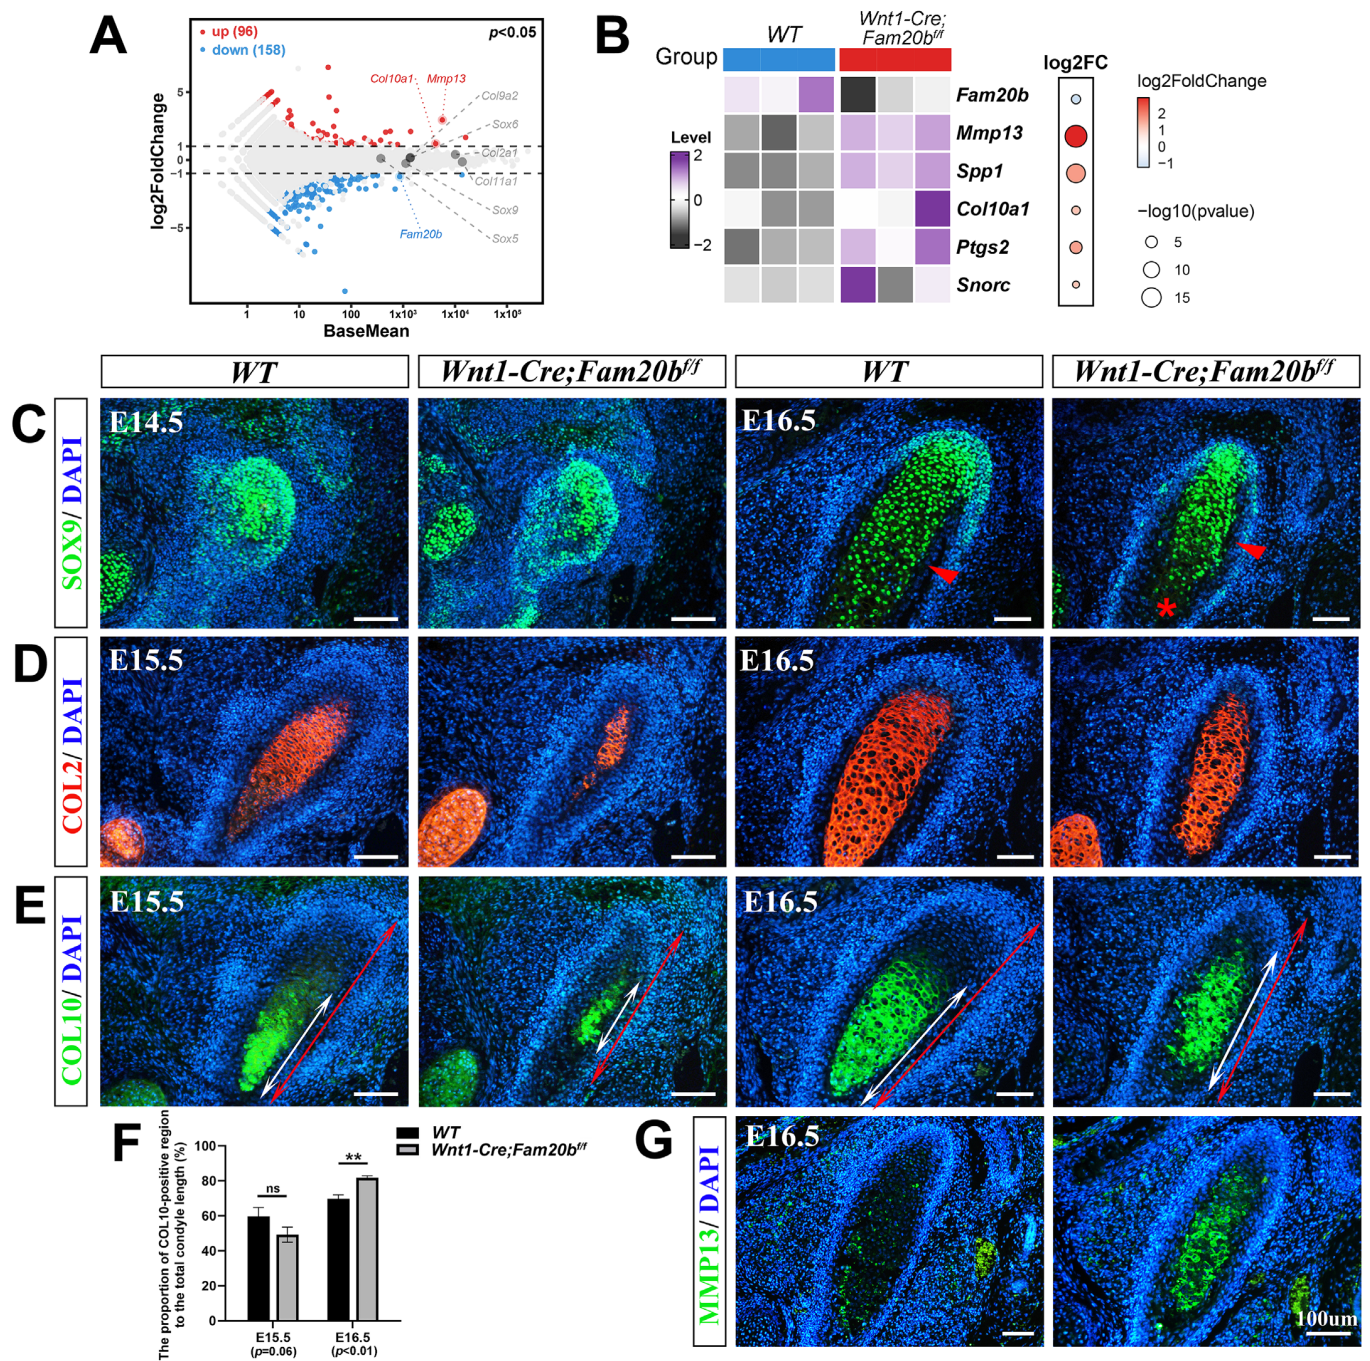 A
up (96)
down (158)
p<0.05
Col10a1
Mmp13
Col9a2
Sox6
Col2a1
Col11a1
Sox9
Sox5
Fam20b
log2FoldChange
5
1
0
-1
-5
1
10
100
1x10³
1x10⁴
1x10⁵
BaseMean
B
Group
WT
Wnt1-Cre;
Fam20b^f/f
Level
2
0
-2
Fam20b
Mmp13
Spp1
Col10a1
Ptgs2
Snorc
log2FC
log2FoldChange
2
1
0
-1
-log10(pvalue)
5
10
15
WT
Wnt1-Cre;Fam20b^f/f
WT
Wnt1-Cre;Fam20b^f/f
C
SOX9/ DAPI
E14.5
E16.5
*
D
COL2/ DAPI
E15.5
E16.5
E
COL10/ DAPI
E15.5
E16.5
F
The proportion of COL10-positive region
to the total condyle length (%)
100
80
60
40
20
0
ns
**
WT
Wnt1-Cre;Fam20b^f/f
E15.5
(p=0.06)
E16.5
(p<0.01)
G
MMP13/ DAPI
E16.5
100um